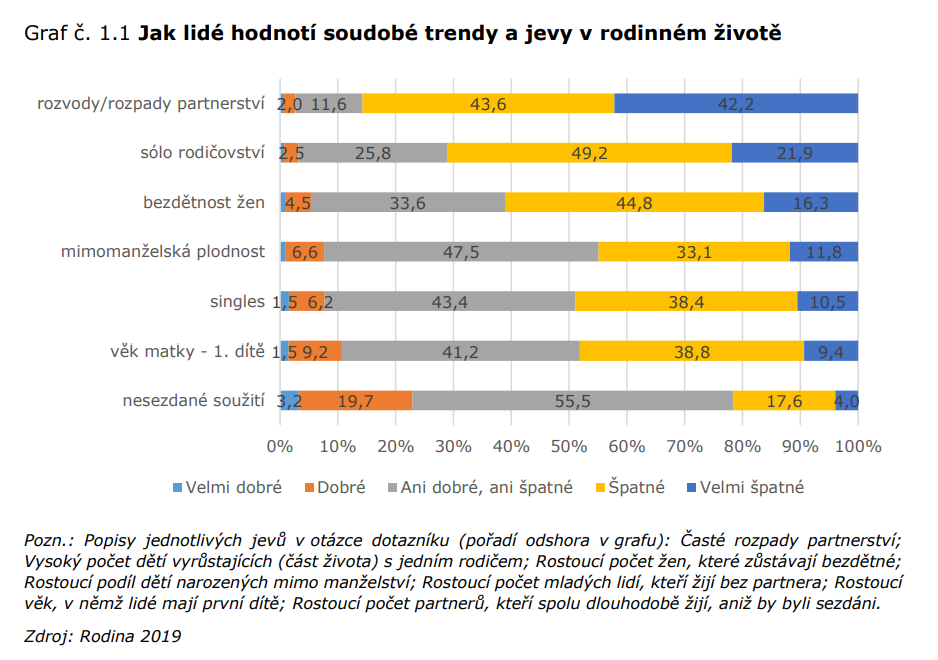 Graf č. 1.1 Jak lidé hodnotí soudobé trendy a jevy v rodinném životě
rozvody/rozpady partnerství 2,0 11,6 43,6 42,2
sólo rodičovství 2,5 25,8 49,2 21,9
bezdětnost žen 4,5 33,6 44,8 16,3
mimomanželská plodnost 6,6 47,5 33,1 11,8
singles 1,5 6,2 43,4 38,4 10,5
věk matky - 1. dítě 1,5 9,2 41,2 38,8 9,4
nesezdané soužití 3,2 19,7 55,5 17,6 4,0
0% 10% 20% 30% 40% 50% 60% 70% 80% 90% 100%
Velmi dobré Dobré Ani dobré, ani špatné Špatné Velmi špatné
Pozn.: Popisy jednotlivých jevů v otázce dotazníku (pořadí odshora v grafu): Časté rozpady partnerství;
Vysoký počet dětí vyrůstajících (část života) s jedním rodičem; Rostoucí počet žen, které zůstávají bezdětné;
Rostoucí podíl dětí narozených mimo manželství; Rostoucí počet mladých lidí, kteří žijí bez partnera; Rostoucí
věk, v němž lidé mají první dítě; Rostoucí počet partnerů, kteří spolu dlouhodobě žijí, aniž by byli sezdáni.
Zdroj: Rodina 2019